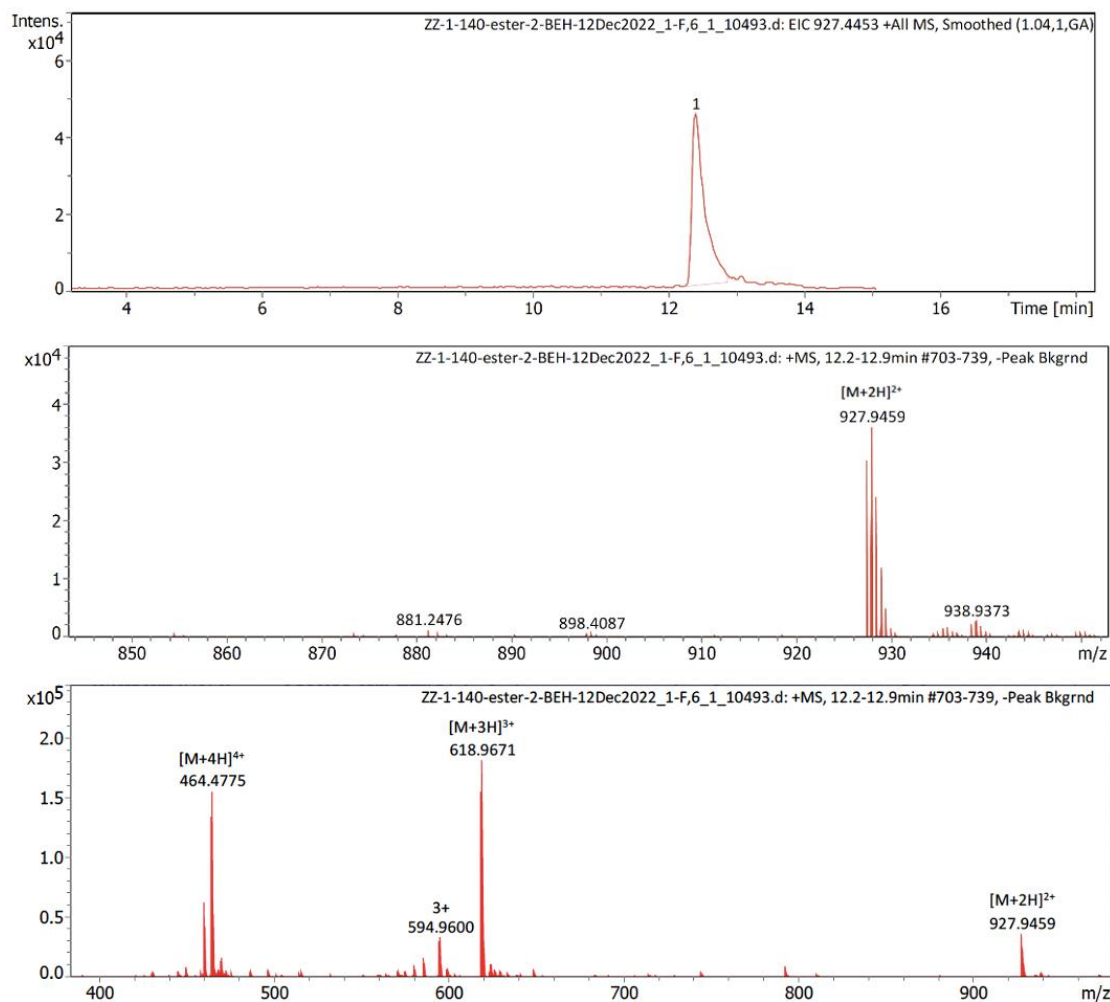 Intens.
x10⁴
ZZ-1-140-ester-2-BEH-12Dec2022_1-F,6_1_10493.d: EIC 927.4453 +All MS, Smoothed (1.04,1,GA)
6
1
4
2
0
4 6 8 10 12 14 16 Time [min]
x10⁴
ZZ-1-140-ester-2-BEH-12Dec2022_1-F,6_1_10493.d: +MS, 12.2-12.9min #703-739, -Peak Bkgrnd
[M+2H]²⁺
927.9459
4
3
2
1
881.2476 898.4087 938.9373
0
850 860 870 880 890 900 910 920 930 940 m/z
x10⁵
ZZ-1-140-ester-2-BEH-12Dec2022_1-F,6_1_10493.d: +MS, 12.2-12.9min #703-739, -Peak Bkgrnd
[M+3H]³⁺
618.9671
2.0
[M+4H]⁴⁺
464.4775
1.5
1.0
3+
594.9600
[M+2H]²⁺
927.9459
0.5
0.0
400 500 600 700 800 900 m/z